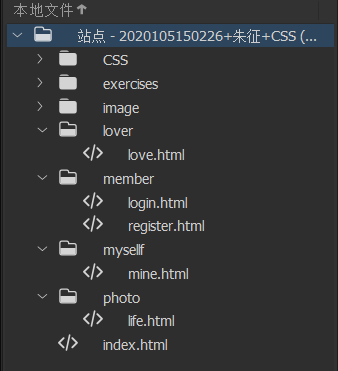 本地文件↑
站点 - 2020105150226+朱征+CSS (...
CSS
exercises
image
lover
love.html
member
login.html
register.html
mysellf
mine.html
photo
life.html
index.html